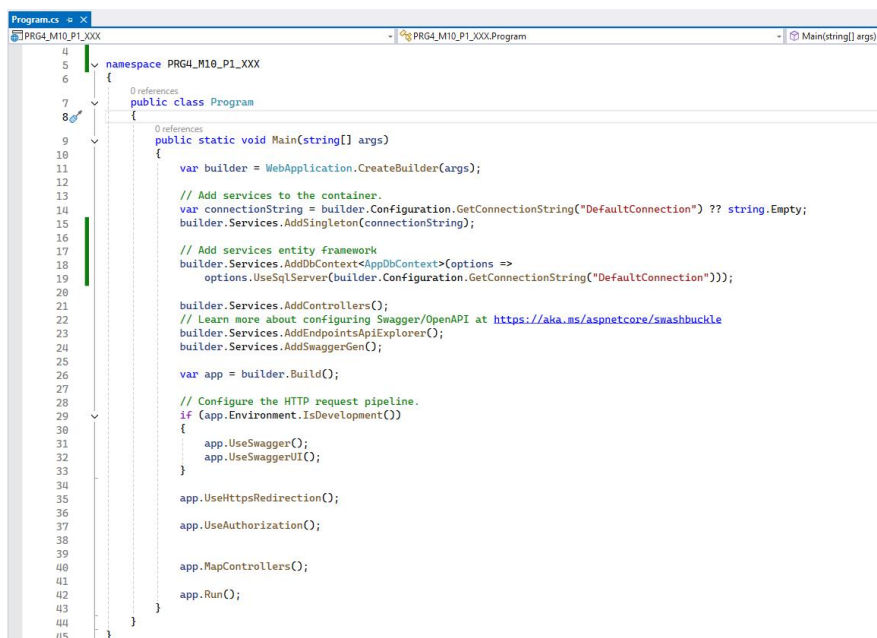 Program.cs
PRG4_M10_P1_XXX PRG4_M10_P1_XXX.Program Main(string[] args)
4
5 namespace PRG4_M10_P1_XXX
6 {
0 references
7 public class Program
8 {
0 references
9 public static void Main(string[] args)
10 {
11 var builder = WebApplication.CreateBuilder(args);
12
13 // Add services to the container.
14 var connectionString = builder.Configuration.GetConnectionString("DefaultConnection") ?? string.Empty;
15 builder.Services.AddSingleton(connectionString);
16
17 // Add services entity framework
18 builder.Services.AddDbContext<AppDbContext>(options =>
19 options.UseSqlServer(builder.Configuration.GetConnectionString("DefaultConnection")));
20
21 builder.Services.AddControllers();
22 // Learn more about configuring Swagger/OpenAPI at https://aka.ms/aspnetcore/swashbuckle
23 builder.Services.AddEndpointsApiExplorer();
24 builder.Services.AddSwaggerGen();
25
26 var app = builder.Build();
27
28 // Configure the HTTP request pipeline.
29 if (app.Environment.IsDevelopment())
30 {
31 app.UseSwagger();
32 app.UseSwaggerUI();
33 }
34
35 app.UseHttpsRedirection();
36
37 app.UseAuthorization();
38
39
40 app.MapControllers();
41
42 app.Run();
43 }
44 }
45 }